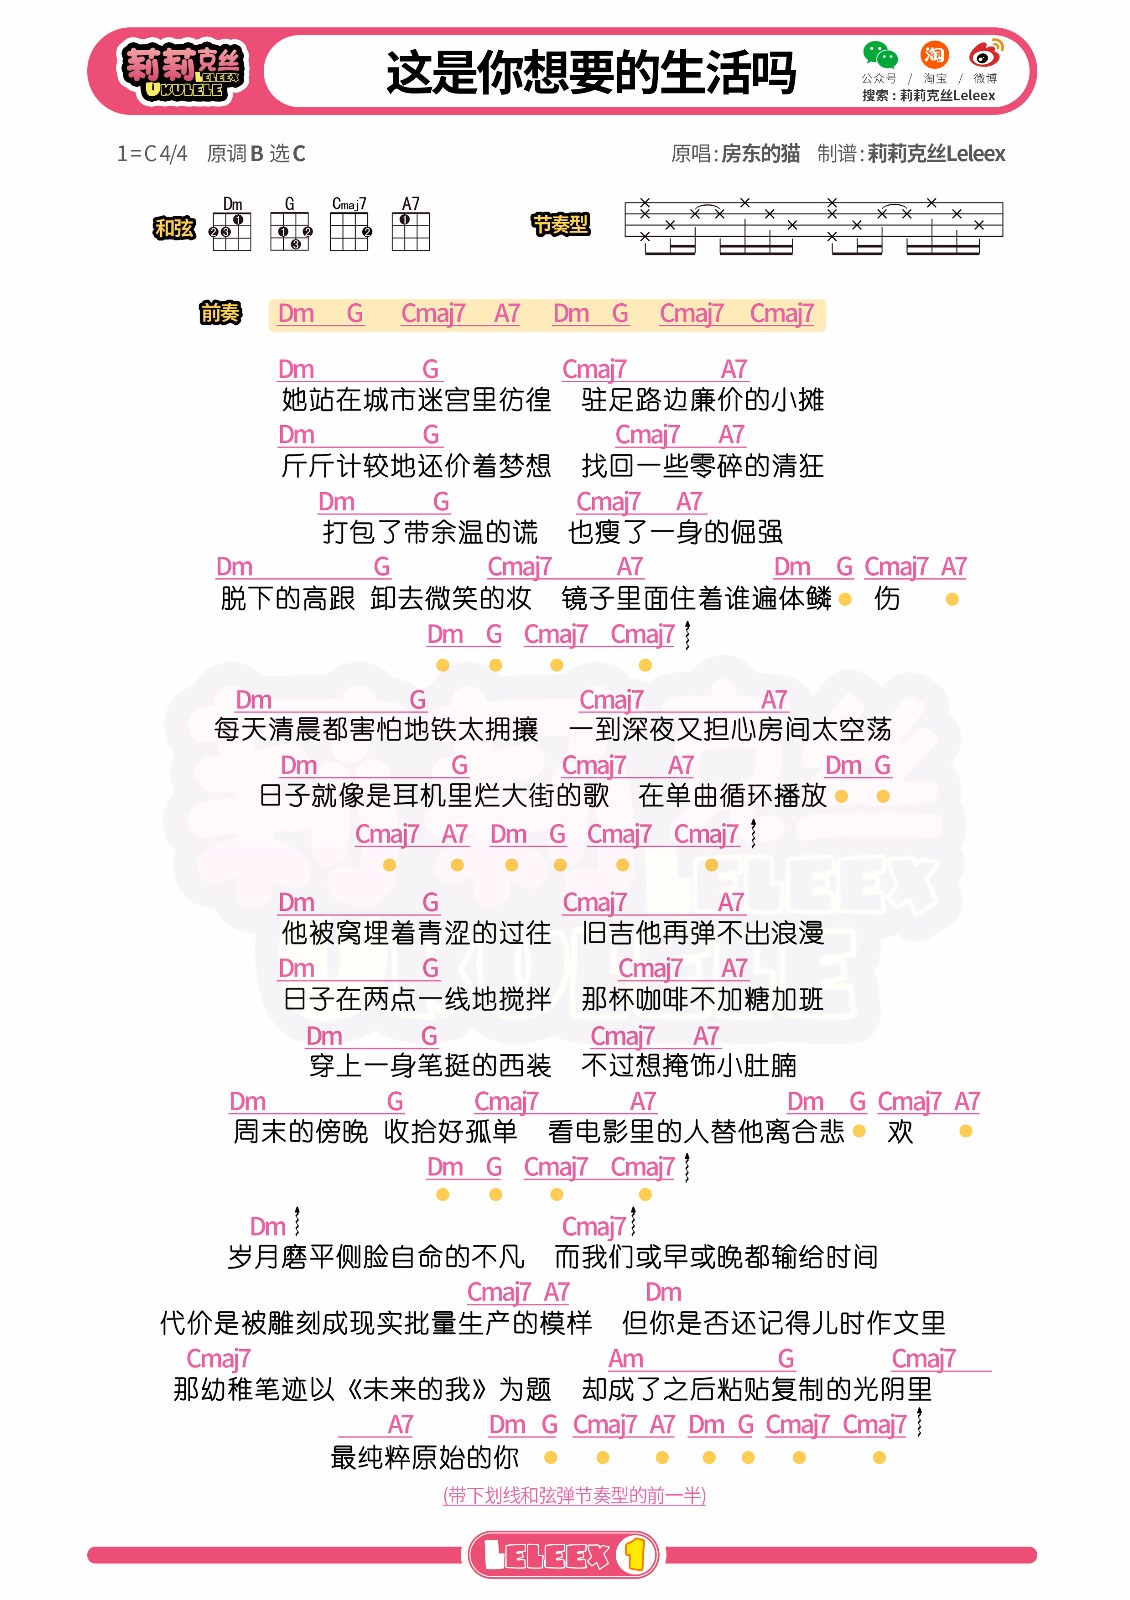 莉莉克丝
LELEEX
UKULELE
这是你想要的生活吗
公众号 / 淘宝 / 微博
搜索:莉莉克丝Leleex
1=C 4/4 原调B 选C
原唱:房东的猫 制谱:莉莉克丝Leleex
和弦 Dm G Cmaj7 A7 节奏型
前奏 Dm G Cmaj7 A7 Dm G Cmaj7 Cmaj7
Dm G Cmaj7 A7
她站在城市迷宫里彷徨 驻足路边廉价的小摊
Dm G Cmaj7 A7
斤斤计较地还价着梦想 找回一些零碎的清狂
Dm G Cmaj7 A7
打包了带余温的谎 也瘦了一身的倔强
Dm G Cmaj7 A7 Dm G Cmaj7 A7
脱下的高跟 卸去微笑的妆 镜子里面住着谁遍体鳞 伤
Dm G Cmaj7 Cmaj7
Dm G Cmaj7 A7
每天清晨都害怕地铁太拥攘 一到深夜又担心房间太空荡
Dm G Cmaj7 A7 Dm G
日子就像是耳机里烂大街的歌 在单曲循环播放
Cmaj7 A7 Dm G Cmaj7 Cmaj7
Dm G Cmaj7 A7
他被窝埋着青涩的过往 旧吉他再弹不出浪漫
Dm G Cmaj7 A7
日子在两点一线地搅拌 那杯咖啡不加糖加班
Dm G Cmaj7 A7
穿上一身笔挺的西装 不过想掩饰小肚腩
Dm G Cmaj7 A7 Dm G Cmaj7 A7
周末的傍晚 收拾好孤单 看电影里的人替他离合悲 欢
Dm G Cmaj7 Cmaj7
Dm Cmaj7
岁月磨平侧脸自命的不凡 而我们或早或晚都输给时间
Cmaj7 A7 Dm
代价是被雕刻成现实批量生产的模样 但你是否还记得儿时作文里
Cmaj7 Am G Cmaj7
那幼稚笔迹以《未来的我》为题 却成了之后粘贴复制的光阴里
A7 Dm G Cmaj7 A7 Dm G Cmaj7 Cmaj7
最纯粹原始的你
(带下划线和弦弹节奏型的前一半)
LELEEX 1